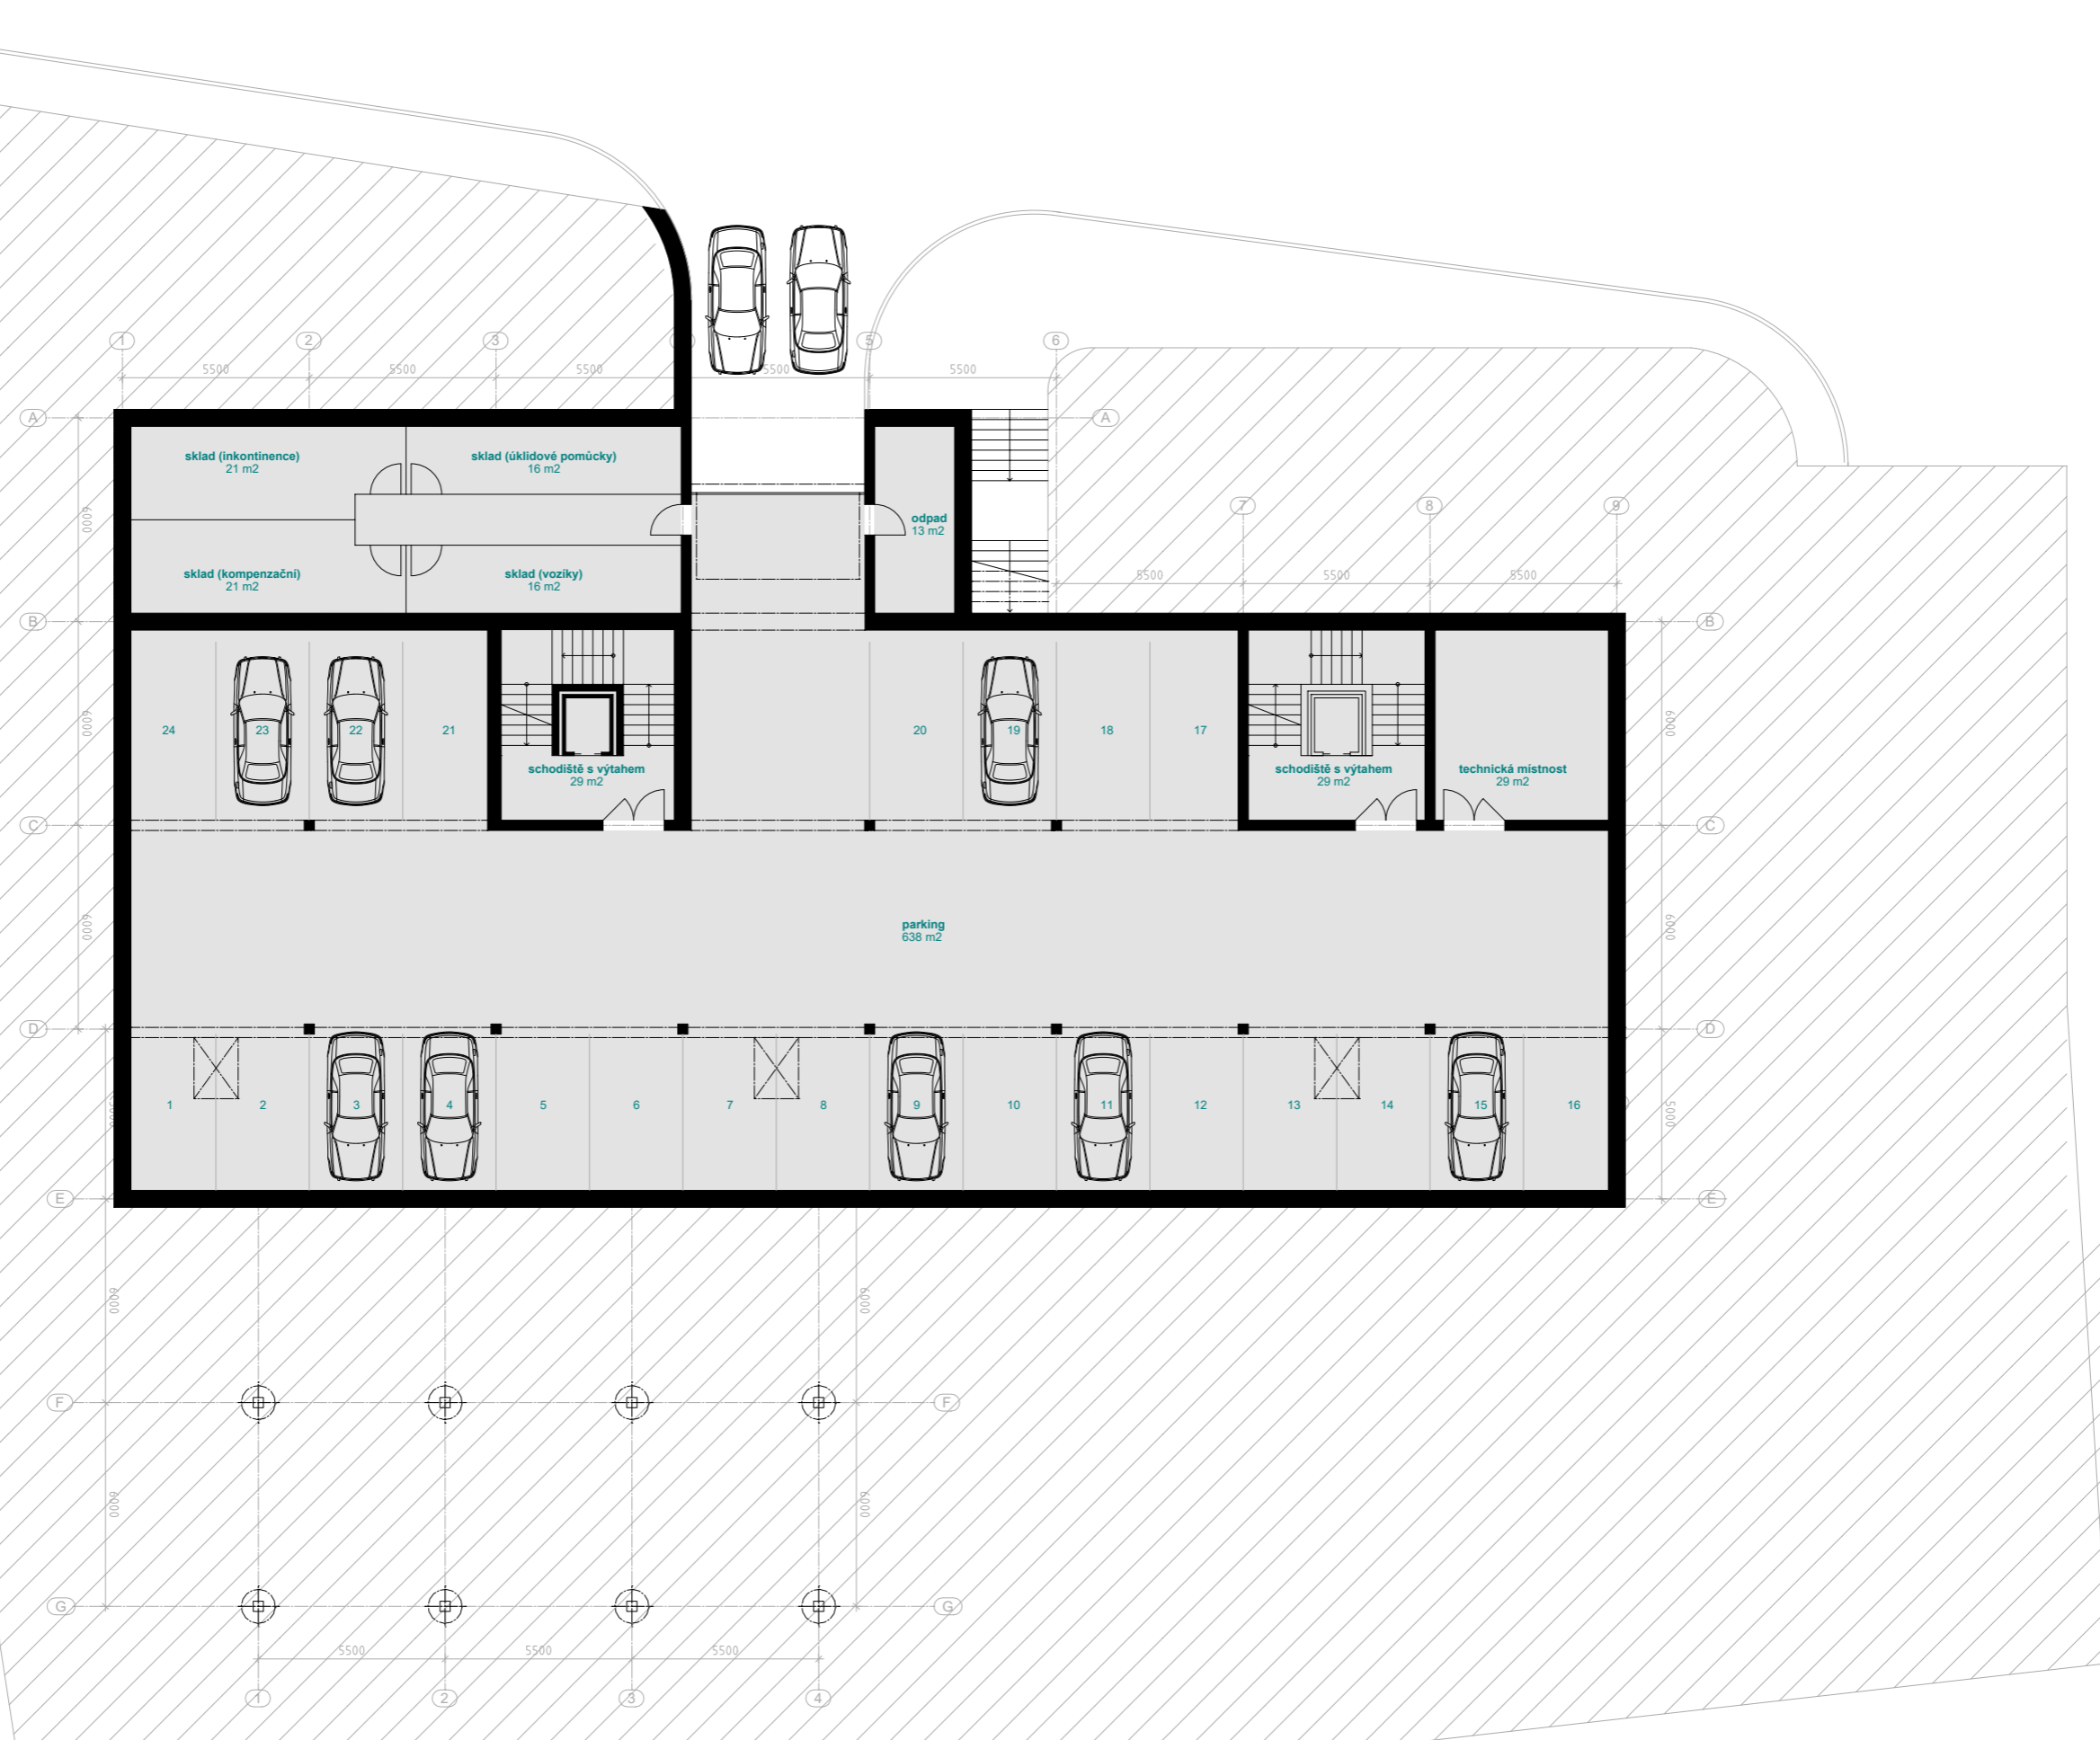 1 2 3 5 6
5500 5500 5500 5500 5500
A A
sklad (inkontinence)
21 m2
sklad (úklidové pomůcky)
16 m2
7 8 9
6000
odpad
13 m2
sklad (kompenzační)
21 m2
sklad (vozíky)
16 m2
5500 5500 5500
B B
6000 6000
24 23 22 21 20 19 18 17
schodiště s výtahem
29 m2
schodiště s výtahem
29 m2
technická místnost
29 m2
C C
6000 6000
parking
638 m2
D D
1 2 3 4 5 6 7 8 9 10 11 12 13 14 15 16
5000
E E
6000 6000
F F
6000 6000
G G
5500 5500 5500
1 2 3 4